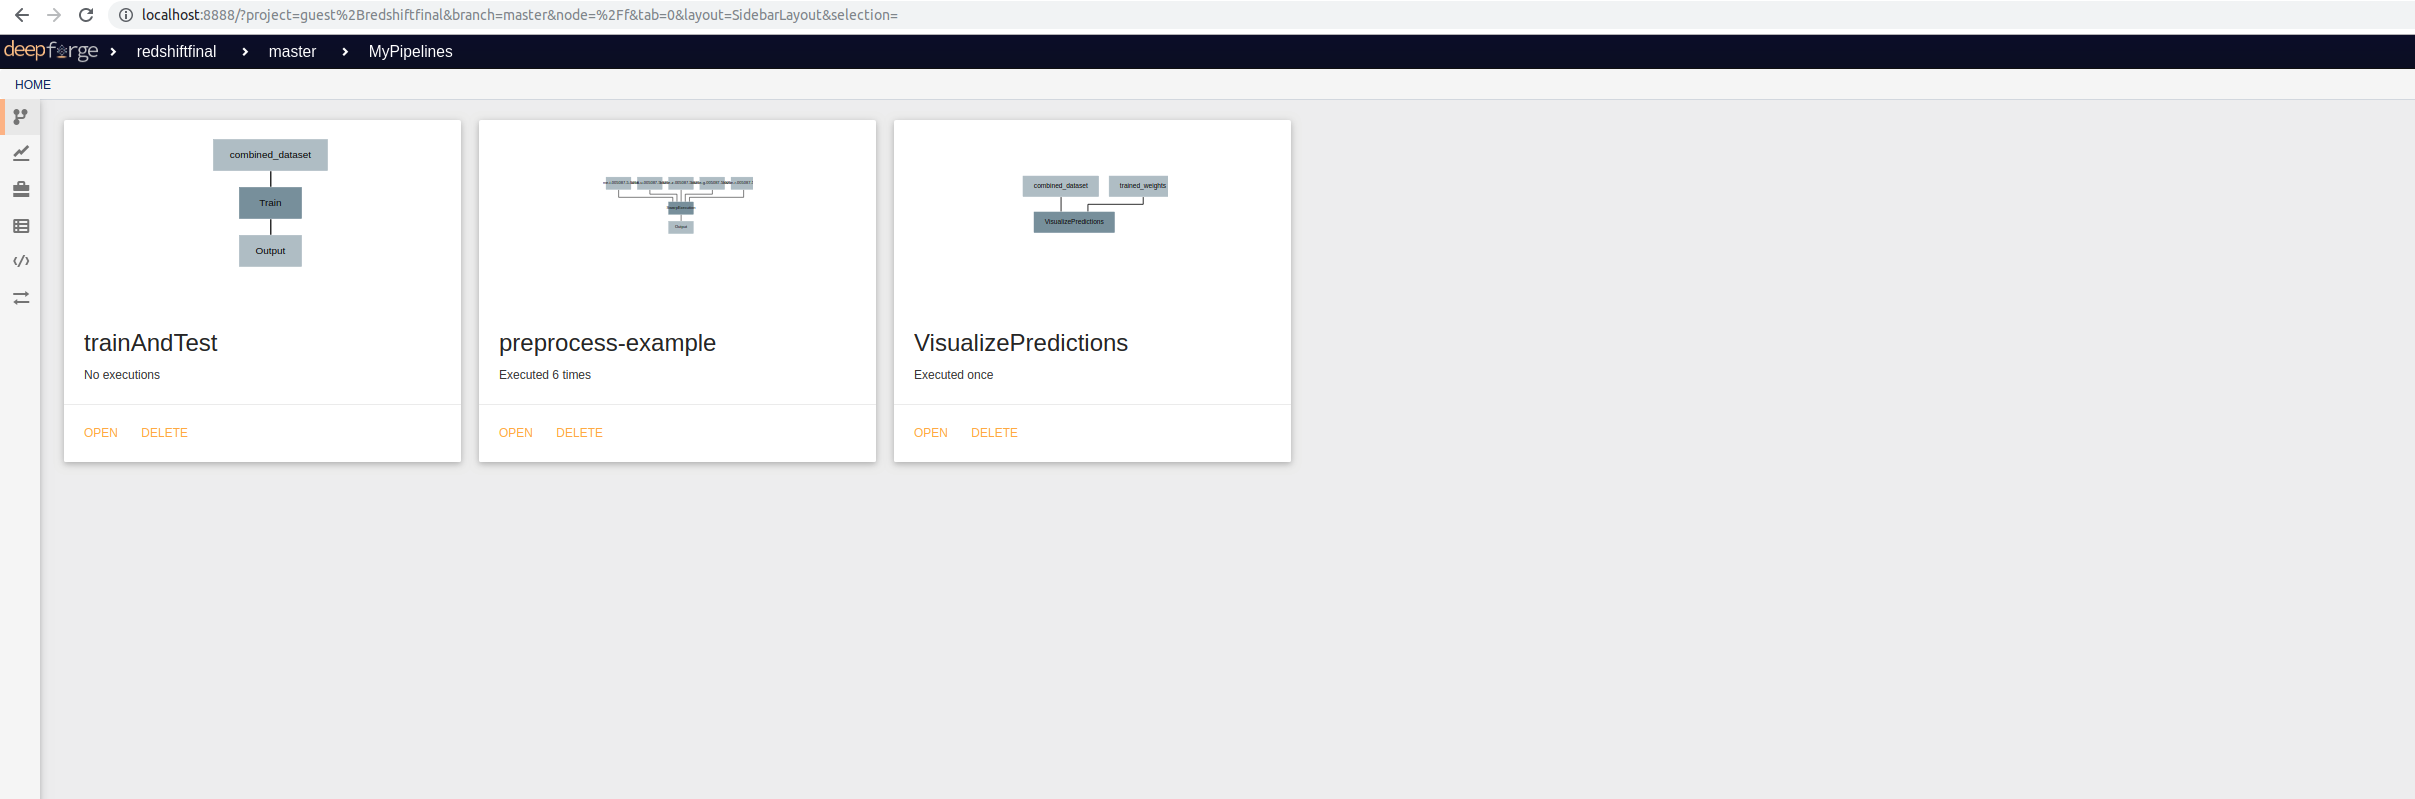 localhost:8888/?project=guest%2Bredshiftfinal&branch=master&node=%2Ff&tab=0&layout=SidebarLayout&selection=
deepforge redshiftfinal master MyPipelines
HOME
combined_dataset
Train
Output
trainAndTest
No executions
OPEN DELETE
Output
preprocess-example
Executed 6 times
OPEN DELETE
combined_dataset trained_weights
VisualizePredictions
VisualizePredictions
Executed once
OPEN DELETE